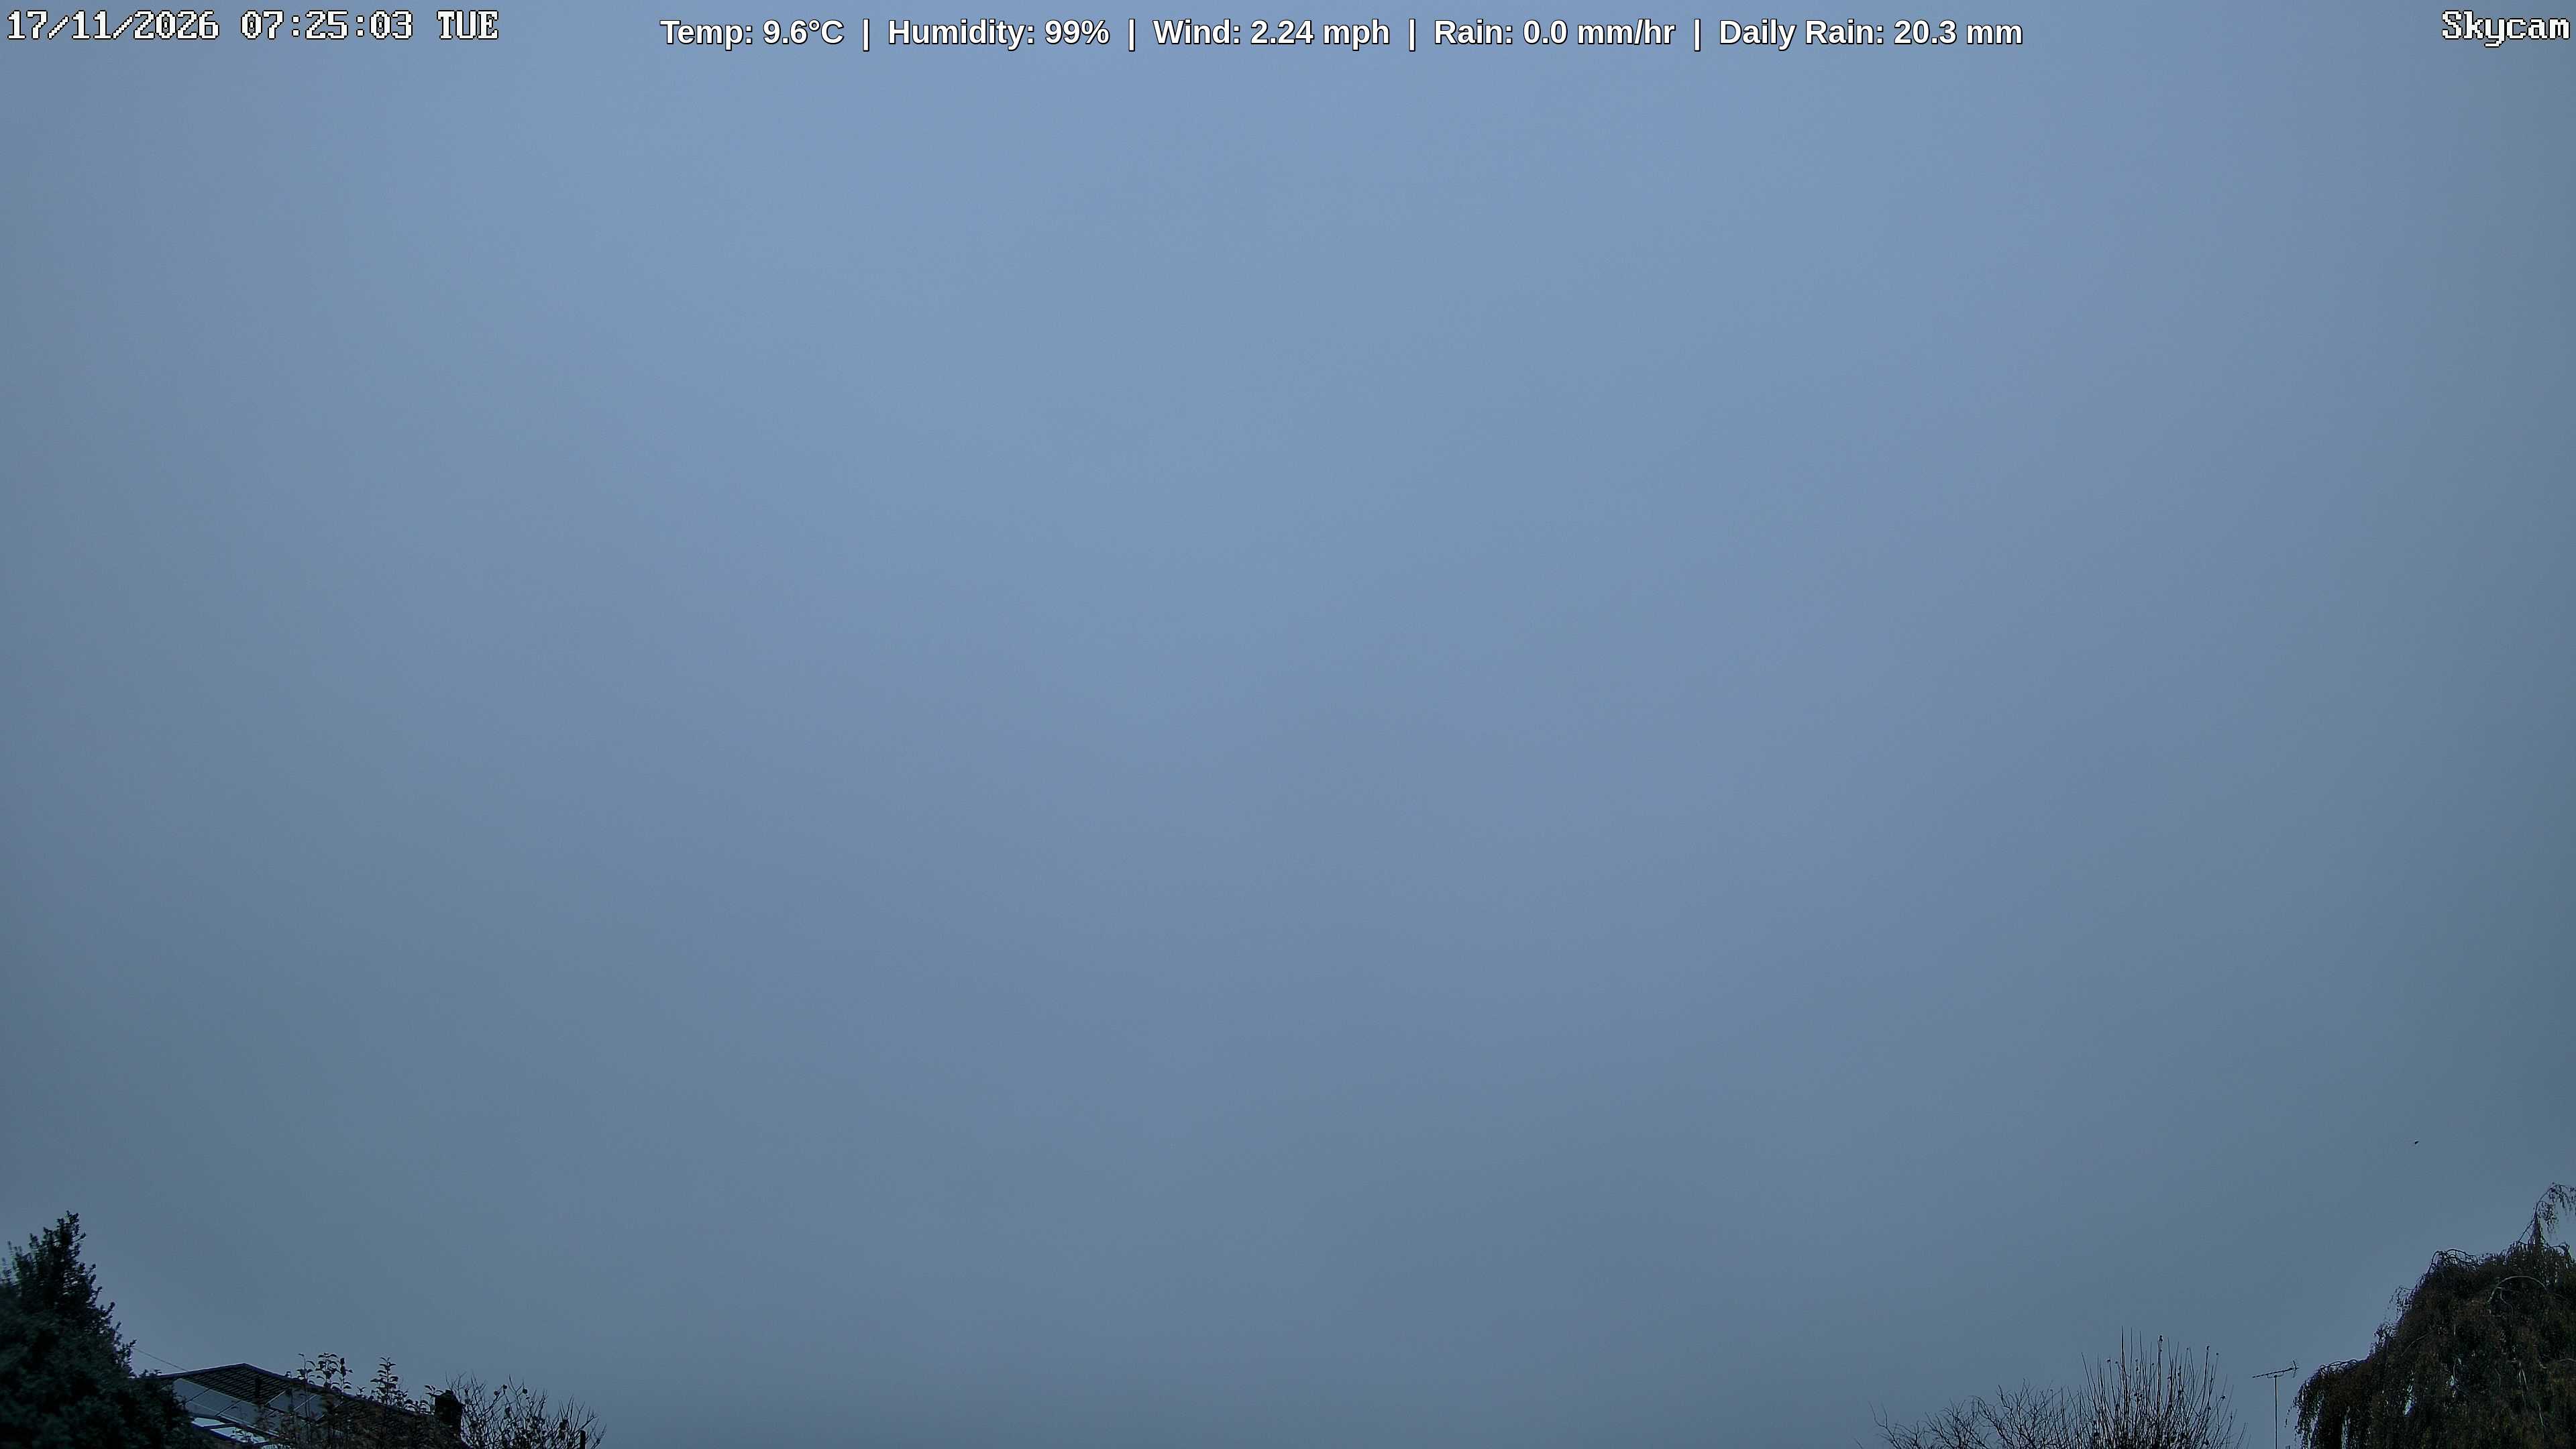 17/11/2026 07:25:03 TUE
Temp: 9.6°C | Humidity: 99% | Wind: 2.24 mph | Rain: 0.0 mm/hr | Daily Rain: 20.3 mm
Skycam